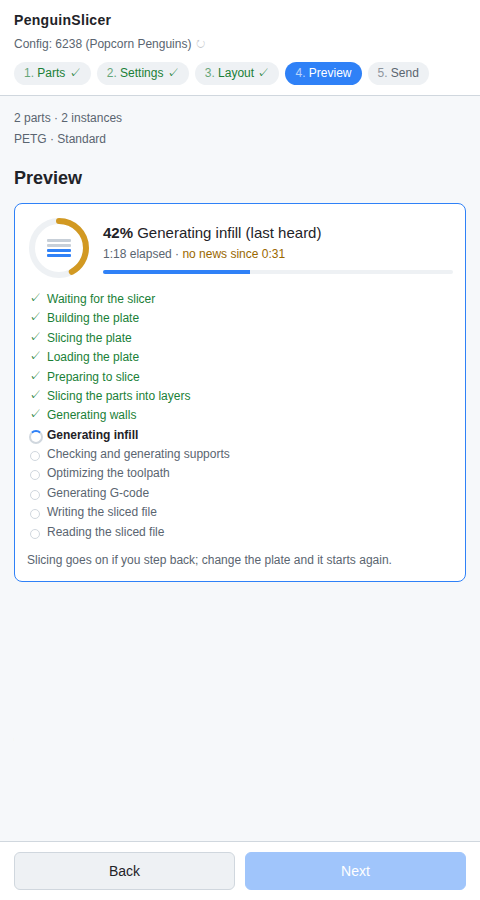 PenguinSlicer
Config: 6238 (Popcorn Penguins)
1. Parts ✓ 2. Settings ✓ 3. Layout ✓ 4. Preview 5. Send
2 parts · 2 instances
PETG · Standard
Preview
42% Generating infill (last heard)
1:18 elapsed · no news since 0:31
✓ Waiting for the slicer
✓ Building the plate
✓ Slicing the plate
✓ Loading the plate
✓ Preparing to slice
✓ Slicing the parts into layers
✓ Generating walls
Generating infill
Checking and generating supports
Optimizing the toolpath
Generating G-code
Writing the sliced file
Reading the sliced file
Slicing goes on if you step back; change the plate and it starts again.
Back Next